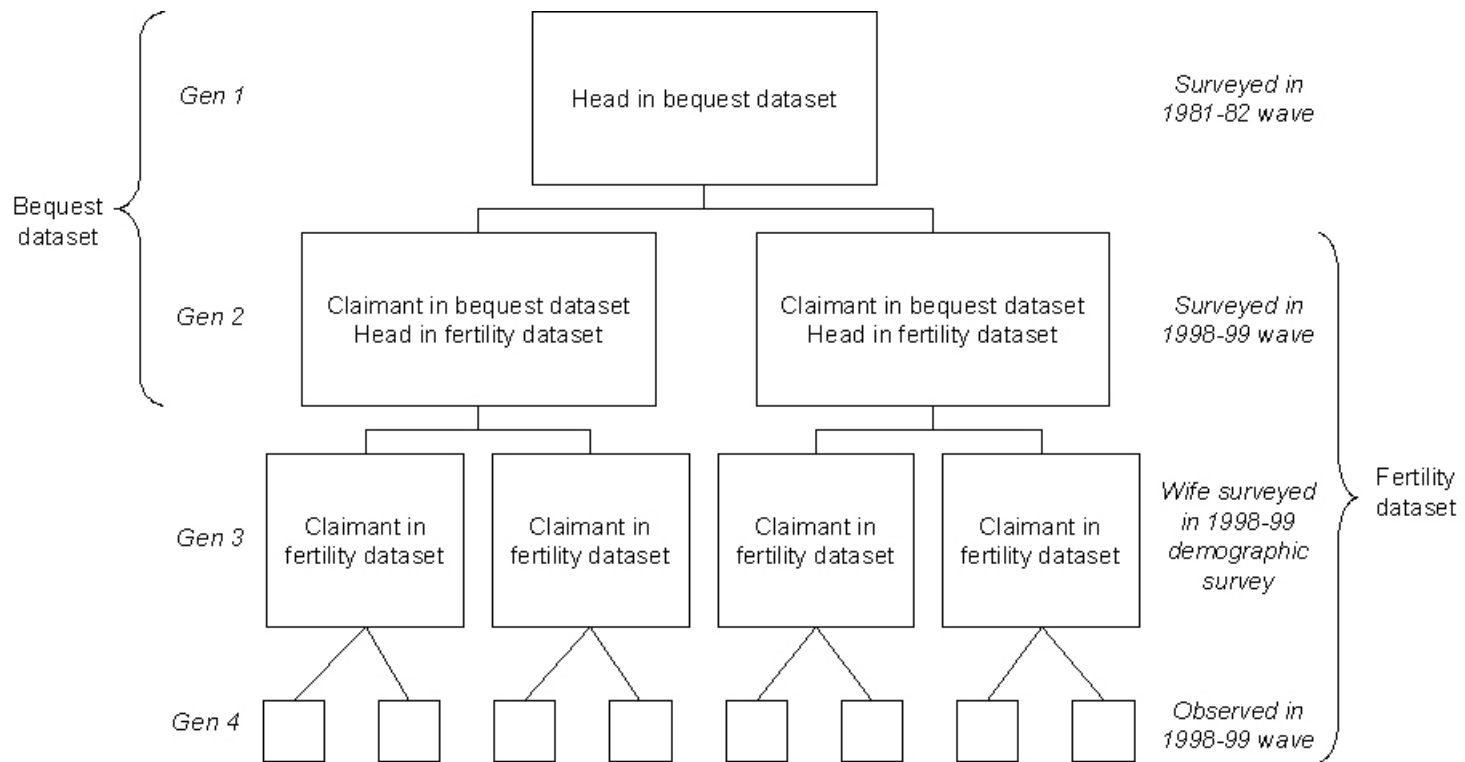 Gen 1
Head in bequest dataset
Surveyed in
1981-82 wave
Bequest
dataset
Gen 2
Claimant in bequest dataset
Head in fertility dataset
Claimant in bequest dataset
Head in fertility dataset
Surveyed in
1998-99 wave
Gen 3
Claimant in
fertility dataset
Claimant in
fertility dataset
Claimant in
fertility dataset
Claimant in
fertility dataset
Wife surveyed
in 1998-99
demographic
survey
Fertility
dataset
Gen 4
Observed in
1998-99 wave